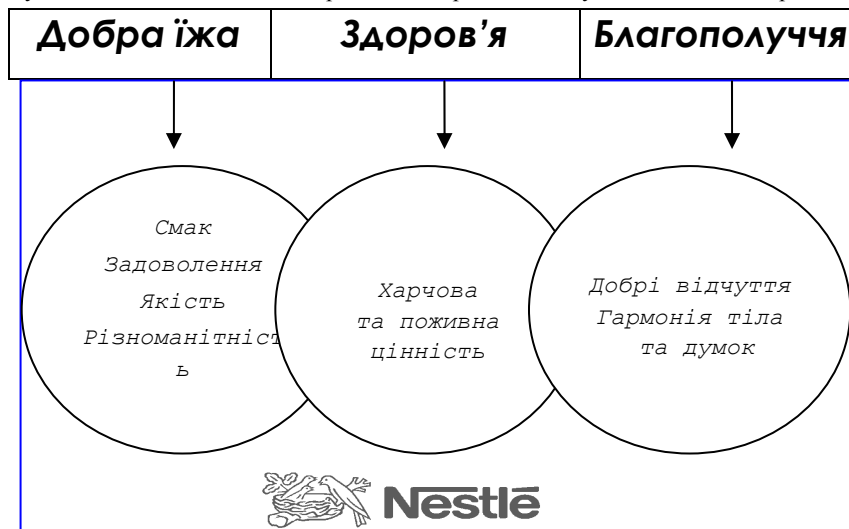 Добра їжа
Здоров’я
Благополуччя
Смак
Задоволення
Якість
Різноманітніст
ь
Харчова
та поживна
цінність
Добрі відчуття
Гармонія тіла
та думок
Nestlé